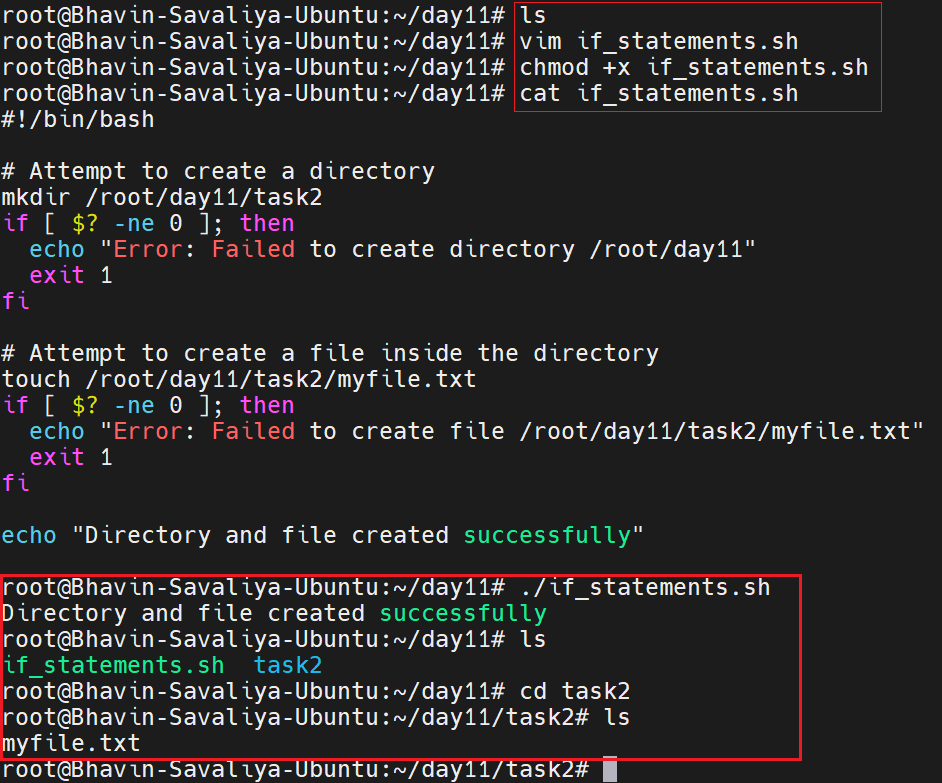 root@Bhavin-Savaliya-Ubuntu:~/day11# ls
root@Bhavin-Savaliya-Ubuntu:~/day11# vim if_statements.sh
root@Bhavin-Savaliya-Ubuntu:~/day11# chmod +x if_statements.sh
root@Bhavin-Savaliya-Ubuntu:~/day11# cat if_statements.sh
#!/bin/bash

# Attempt to create a directory
mkdir /root/day11/task2
if [ $? -ne 0 ]; then
  echo "Error: Failed to create directory /root/day11"
  exit 1
fi

# Attempt to create a file inside the directory
touch /root/day11/task2/myfile.txt
if [ $? -ne 0 ]; then
  echo "Error: Failed to create file /root/day11/task2/myfile.txt"
  exit 1
fi

echo "Directory and file created successfully"

root@Bhavin-Savaliya-Ubuntu:~/day11# ./if_statements.sh
Directory and file created successfully
root@Bhavin-Savaliya-Ubuntu:~/day11# ls
if_statements.sh  task2
root@Bhavin-Savaliya-Ubuntu:~/day11# cd task2
root@Bhavin-Savaliya-Ubuntu:~/day11/task2# ls
myfile.txt
root@Bhavin-Savaliya-Ubuntu:~/day11/task2#